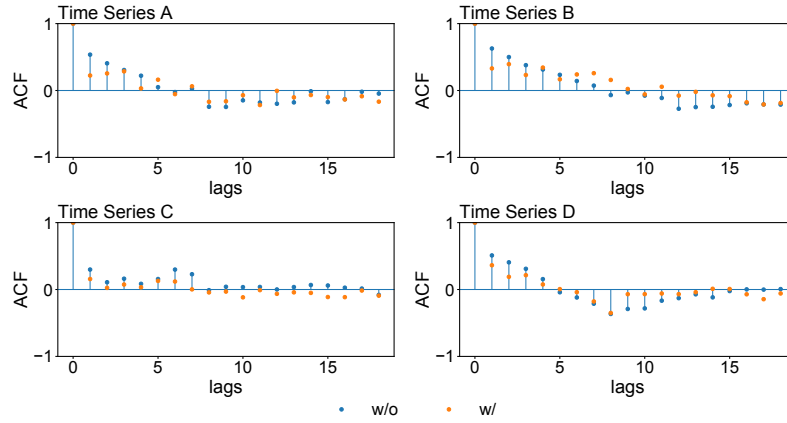 Time Series A
Time Series B
1
0
−1
ACF
0
5
10
15
lags
1
0
−1
ACF
0
5
10
15
lags
Time Series C
Time Series D
1
0
−1
ACF
0
5
10
15
lags
1
0
−1
ACF
0
5
10
15
lags
w/o
w/